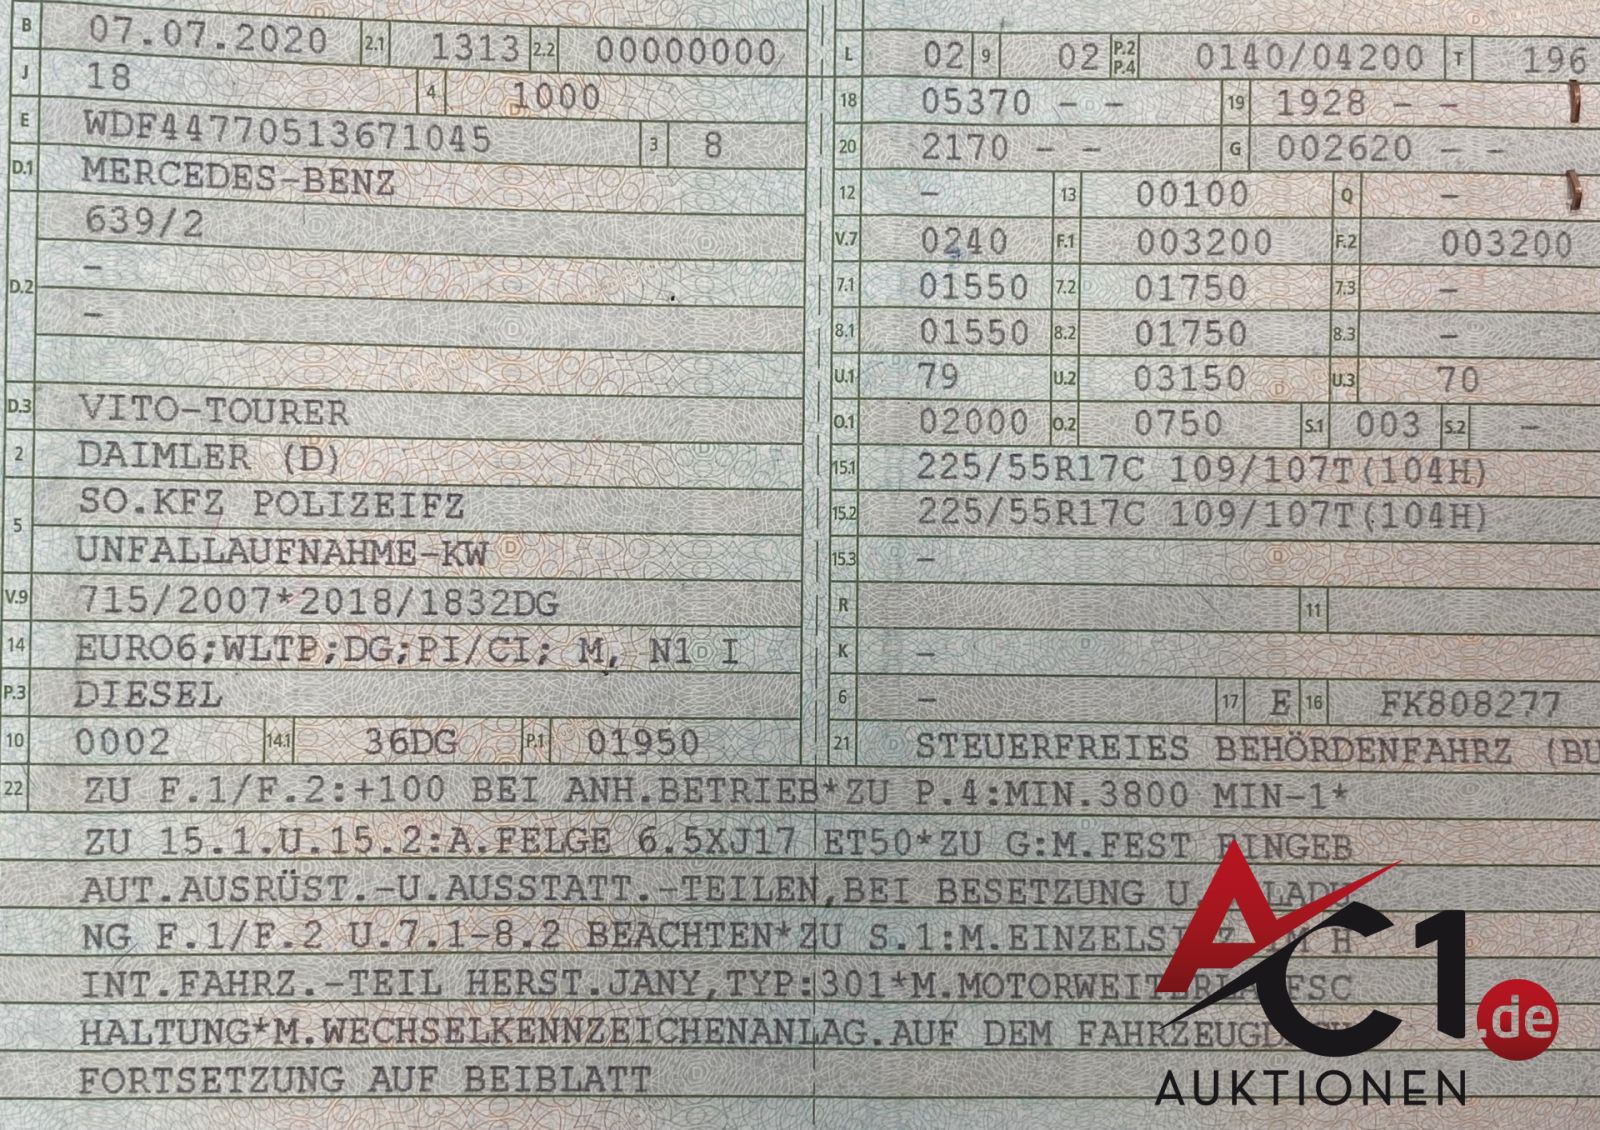 B 07.07.2020 2.1 1313 2.2 00000000
J 18 4 1000
E WDF44770513671045 3 8
D.1 MERCEDES-BENZ
639/2
D.2 -
-
D.3 VITO-TOURER
2 DAIMLER (D)
5 SO.KFZ POLIZEIFZ
UNFALLAUFNAHME-KW
V.9 715/2007*2018/1832DG
14 EURO6;WLTP;DG;PI/CI; M, N1 I
P.3 DIESEL
10 0002 14.1 36DG P.1 01950
L 02 9 02 P.2 P.4 0140/04200 T 196
18 05370 - - 19 1928 - -
20 2170 - - G 002620 - -
12 - 13 00100 Q -
V.7 0240 F.1 003200 F.2 003200
7.1 01550 7.2 01750 7.3 -
8.1 01550 8.2 01750 8.3 -
U.1 79 U.2 03150 U.3 70
O.1 02000 O.2 0750 S.1 003 S.2 -
15.1 225/55R17C 109/107T(104H)
15.2 225/55R17C 109/107T(104H)
15.3 -
R 11
K -
6 - 17 E 16 FK808277
21 STEUERFREIES BEHÖRDENFAHRZ (BU
22 ZU F.1/F.2:+100 BEI ANH.BETRIEB*ZU P.4:MIN.3800 MIN-1*
ZU 15.1.U.15.2:A.FELGE 6.5XJ17 ET50*ZU G:M.FEST EINGEB
AUT.AUSRÜST.-U.AUSSTATT.-TEILEN,BEI BESETZUNG U.
NG F.1/F.2 U.7.1-8.2 BEACHTEN*ZU S.1:M. H
INT.FAHRZ.-TEIL HERST.JANY,TYP:301* FSC
HALTUNG*M.WECHSELKENNZEICHENANLAG.AUF DEM
FORTSETZUNG AUF BEIBLATT
AC1.de
AUKTIONEN